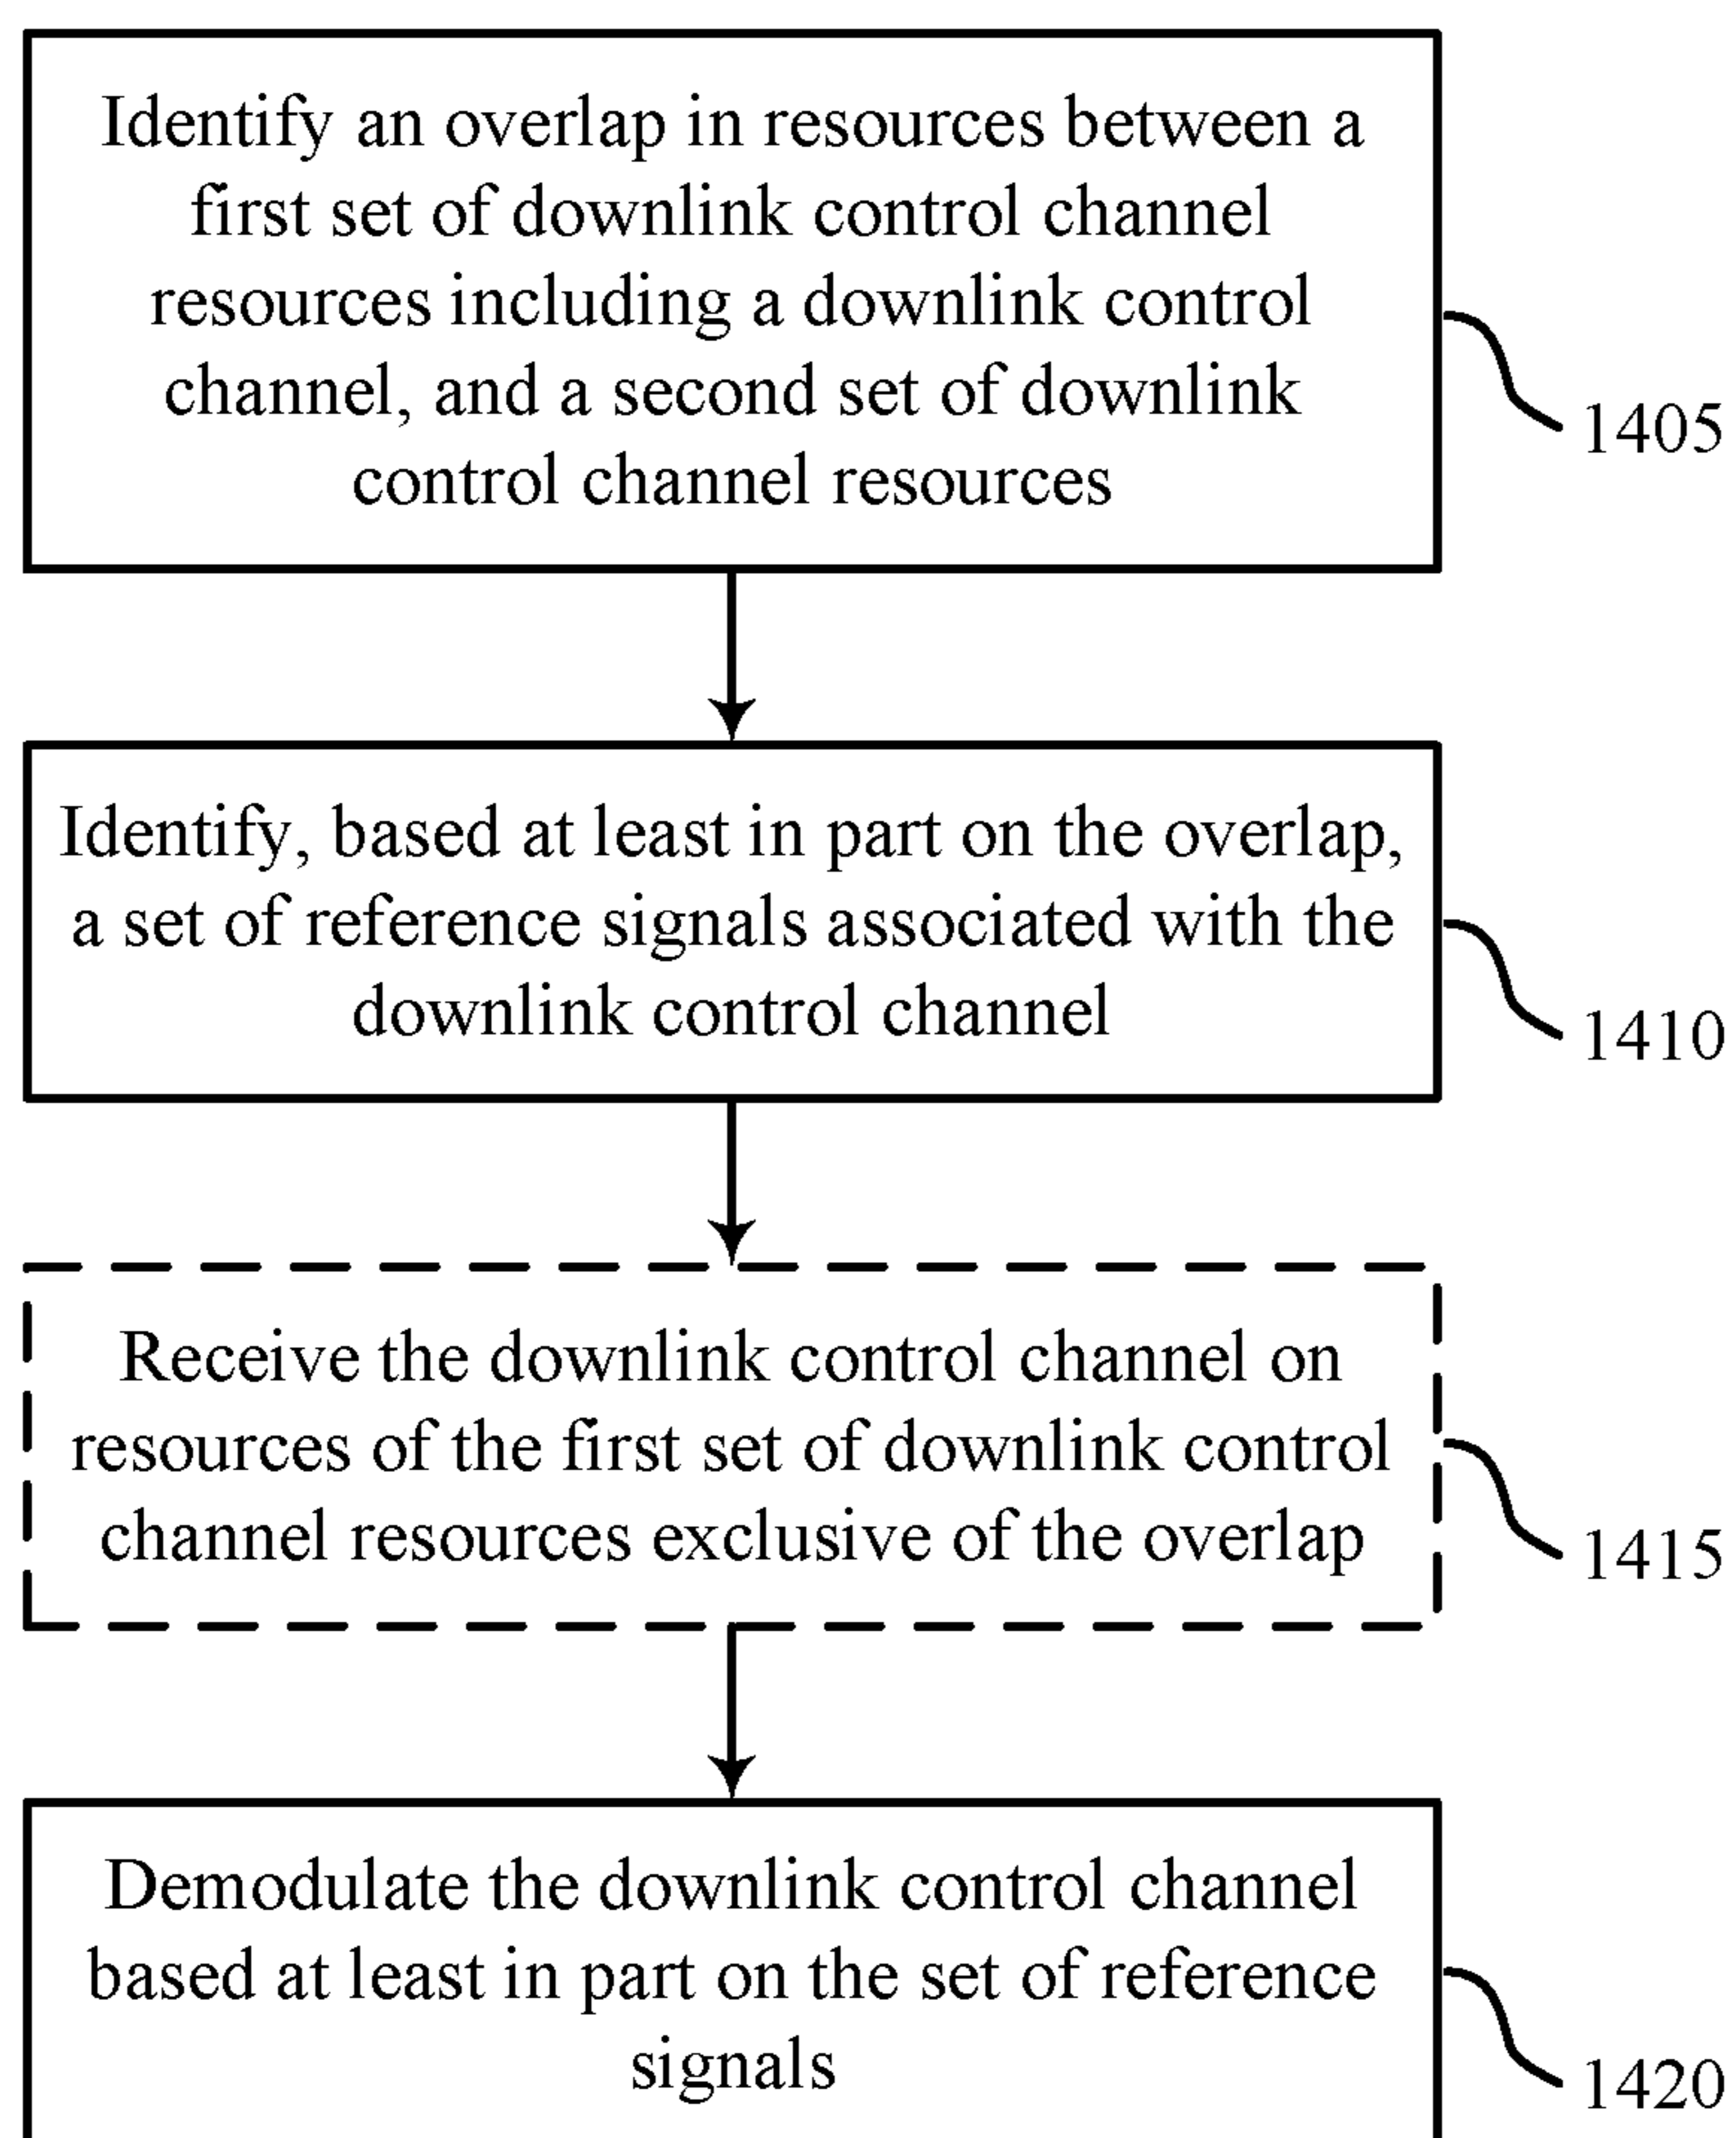 Identify an overlap in resources between a
first set of downlink control channel
resources including a downlink control
channel, and a second set of downlink
control channel resources
1405
Identify, based at least in part on the overlap,
a set of reference signals associated with the
downlink control channel
1410
Receive the downlink control channel on
resources of the first set of downlink control
channel resources exclusive of the overlap
1415
Demodulate the downlink control channel
based at least in part on the set of reference
signals
1420